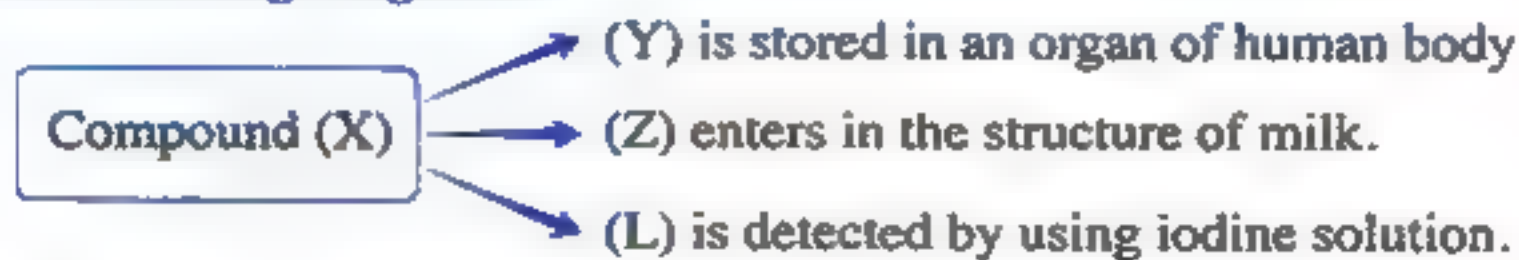 (Y) is stored in an organ of human body
Compound (X)
(Z) enters in the structure of milk.
(L) is detected by using iodine solution.